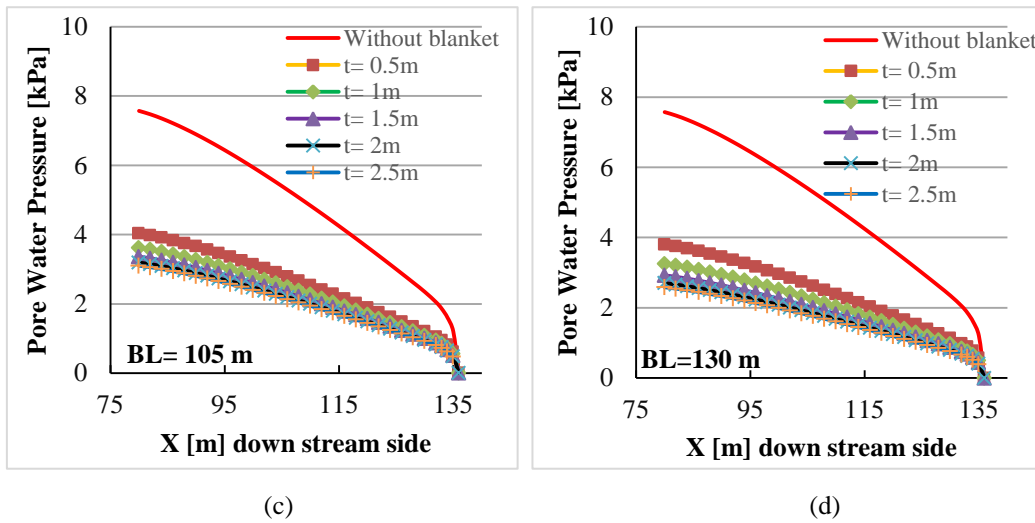 Pore Water Pressure [kPa]
10
8
6
4
2
0
Without blanket
t= 0.5m
t= 1m
t= 1.5m
t= 2m
t= 2.5m
BL= 105 m
75
95
115
135
X [m] down stream side
(c)
Pore Water Pressure [kPa]
10
8
6
4
2
0
Without blanket
t= 0.5m
t= 1m
t= 1.5m
t= 2m
t= 2.5m
BL=130 m
75
95
115
135
X [m] down stream side
(d)